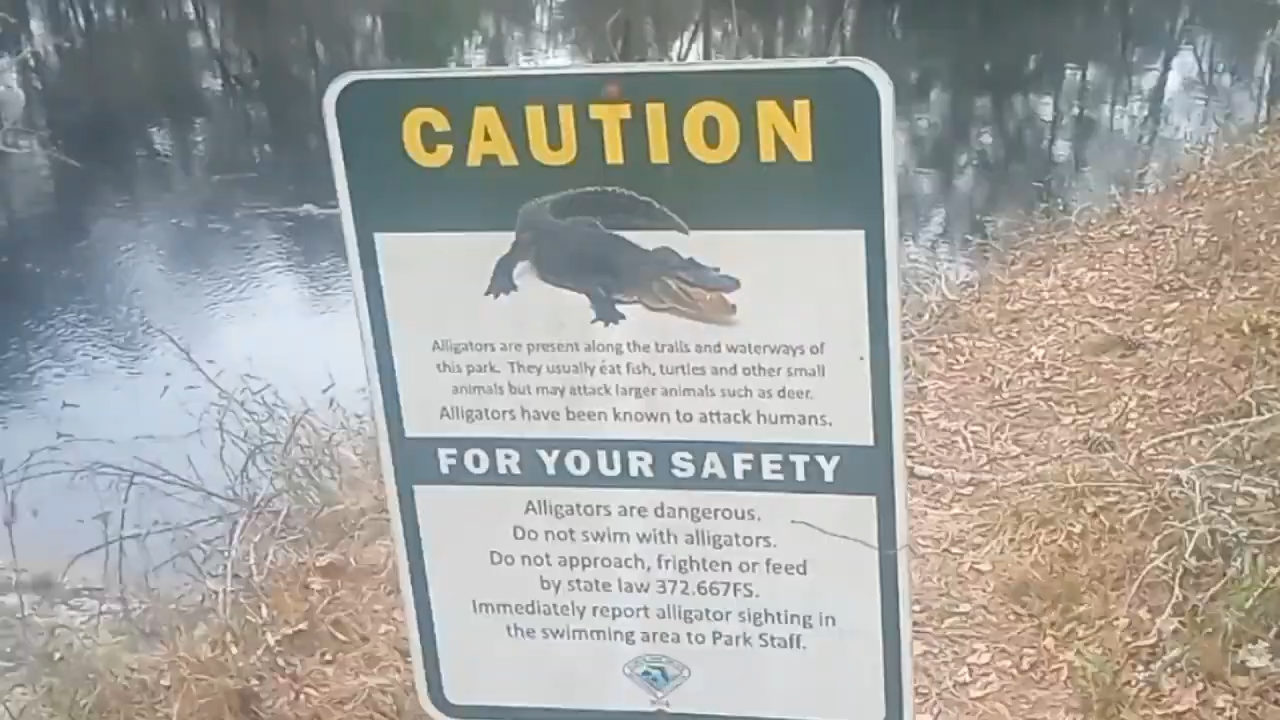 CAUTION
Alligators are present along the trails and waterways of
this park. They usually eat fish, turtles and other small
animals but may attack larger animals such as deer.
Alligators have been known to attack humans.
FOR YOUR SAFETY
Alligators are dangerous.
Do not swim with alligators.
Do not approach, frighten or feed
by state law 372.667FS.
Immediately report alligator sighting in
the swimming area to Park Staff.